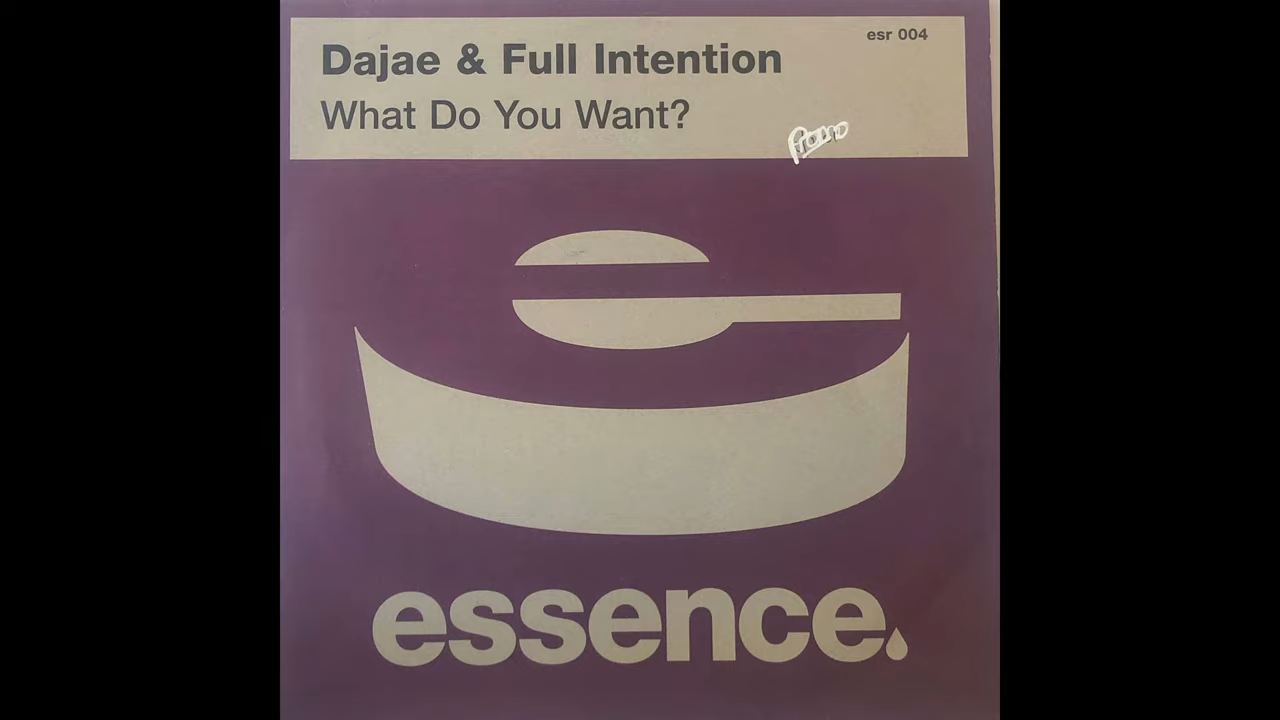 Dajae & Full Intention
esr 004
What Do You Want?
Promo
essence.